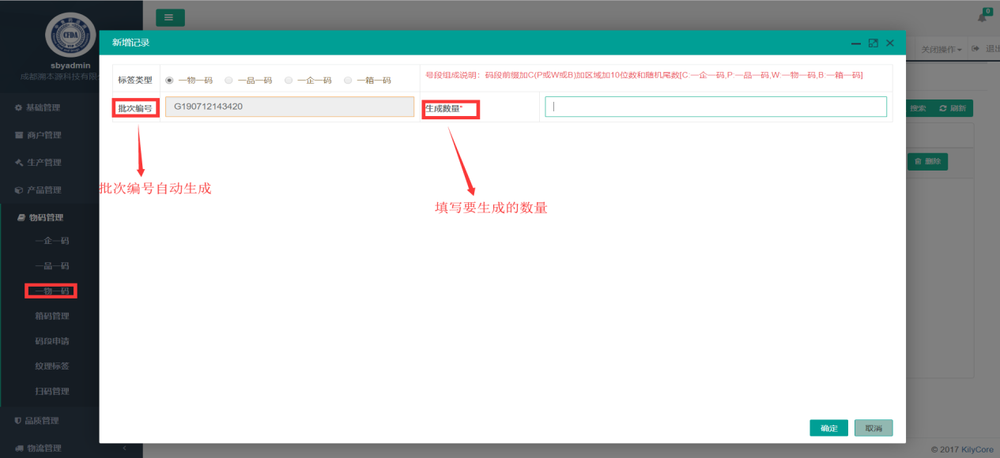 CFDA
sbyadmin
成都溯本源科技有限
基础管理
商户管理
生产管理
产品管理
物码管理
一企一码
一品一码
一物一码
箱码管理
码段申请
纹理标签
扫码管理
品质管理
物流管理
0
关闭操作
退出
新增记录
标签类型 一物一码 一品一码 一企一码 一箱一码
号段组成说明：码段前缀加C(P或W或B)加区域加10位数和随机尾数[C:一企一码,P:一品一码,W:一物一码,B:一箱一码]
批次编号 G190712143420 生成数量*
搜索 刷新
删除
批次编号自动生成
填写要生成的数量
确定 取消
© 2017 KilyCore